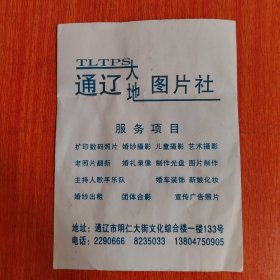 TLTPS
通辽大地图片社
服务项目
扩印数码照片 婚纱摄影 儿童摄影 艺术摄影
老照片翻新 婚礼录像 制作光盘 图片制作
主持人歌手乐队 婚车装饰 新娘化妆
婚纱出租 团体合影 宣传广告照片
地址：通辽市明仁大街文化综合楼一楼133号
电话：2290666 8235033 13804750905